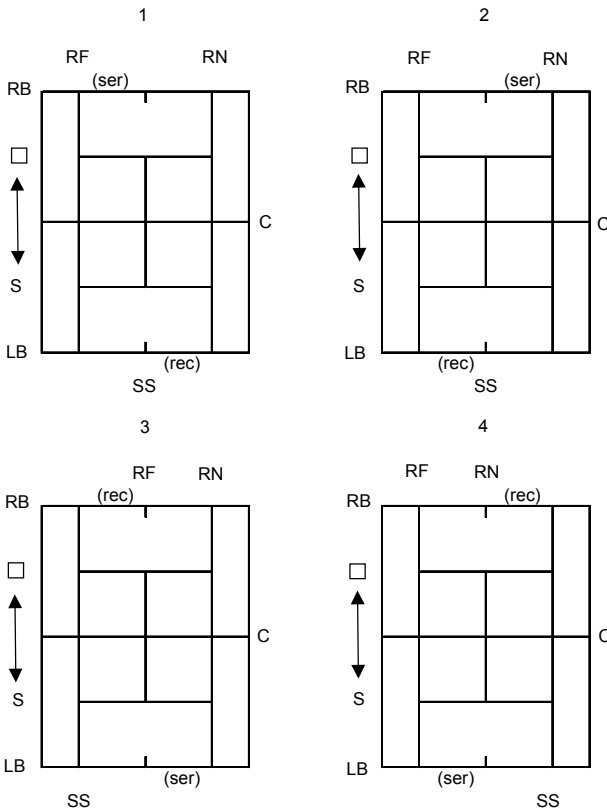 1
RF RN
(ser)
RB
C
S
LB
(rec)
SS
2
RF RN
(ser)
RB
C
S
LB
(rec)
SS
3
RF RN
(rec)
RB
C
S
LB
(ser)
SS
4
RF RN
(rec)
RB
C
S
LB
(ser)
SS